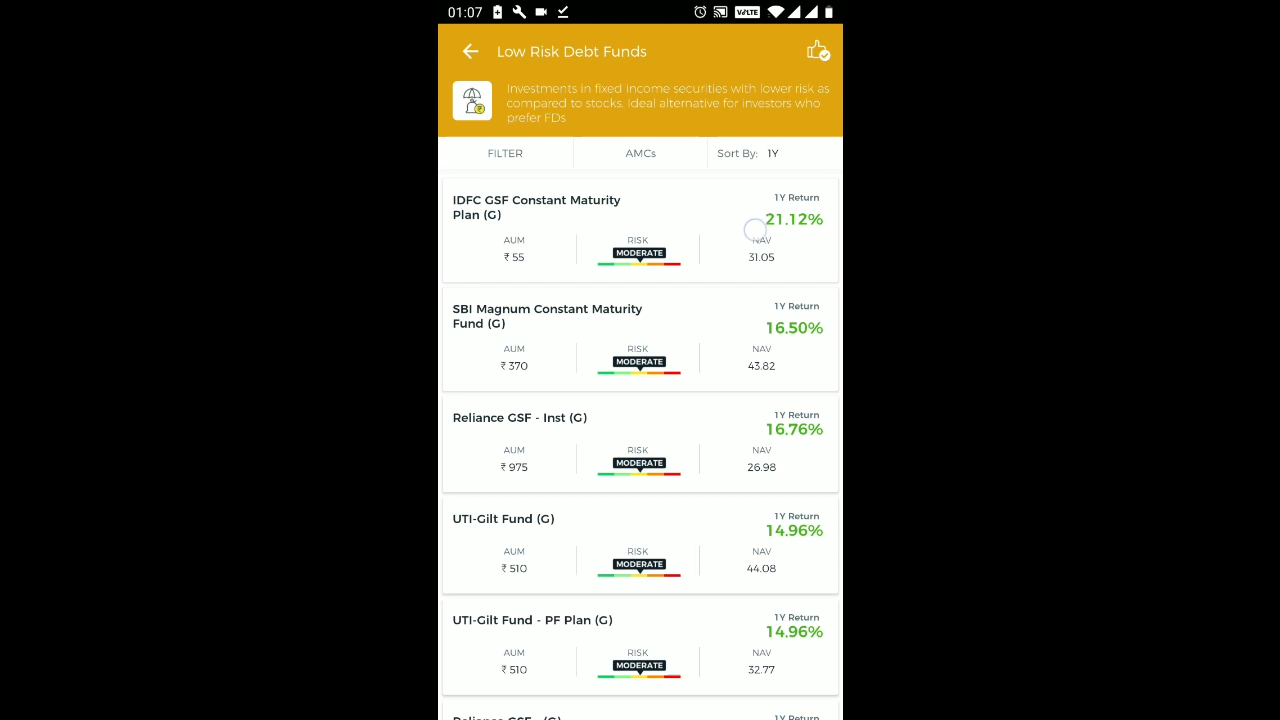 01:07
VoLTE
Low Risk Debt Funds
Investments in fixed income securities with lower risk as
compared to stocks. Ideal alternative for investors who
prefer FDs
FILTER
AMCs
Sort By: 1Y
IDFC GSF Constant Maturity
Plan (G)
1Y Return
21.12%
AUM
₹ 55
RISK
MODERATE
NAV
31.05
SBI Magnum Constant Maturity
Fund (G)
1Y Return
16.50%
AUM
₹ 370
RISK
MODERATE
NAV
43.82
Reliance GSF - Inst (G)
1Y Return
16.76%
AUM
₹ 975
RISK
MODERATE
NAV
26.98
UTI-Gilt Fund (G)
1Y Return
14.96%
AUM
₹ 510
RISK
MODERATE
NAV
44.08
UTI-Gilt Fund - PF Plan (G)
1Y Return
14.96%
AUM
₹ 510
RISK
MODERATE
NAV
32.77
Reliance GSF - (G)
1Y Return